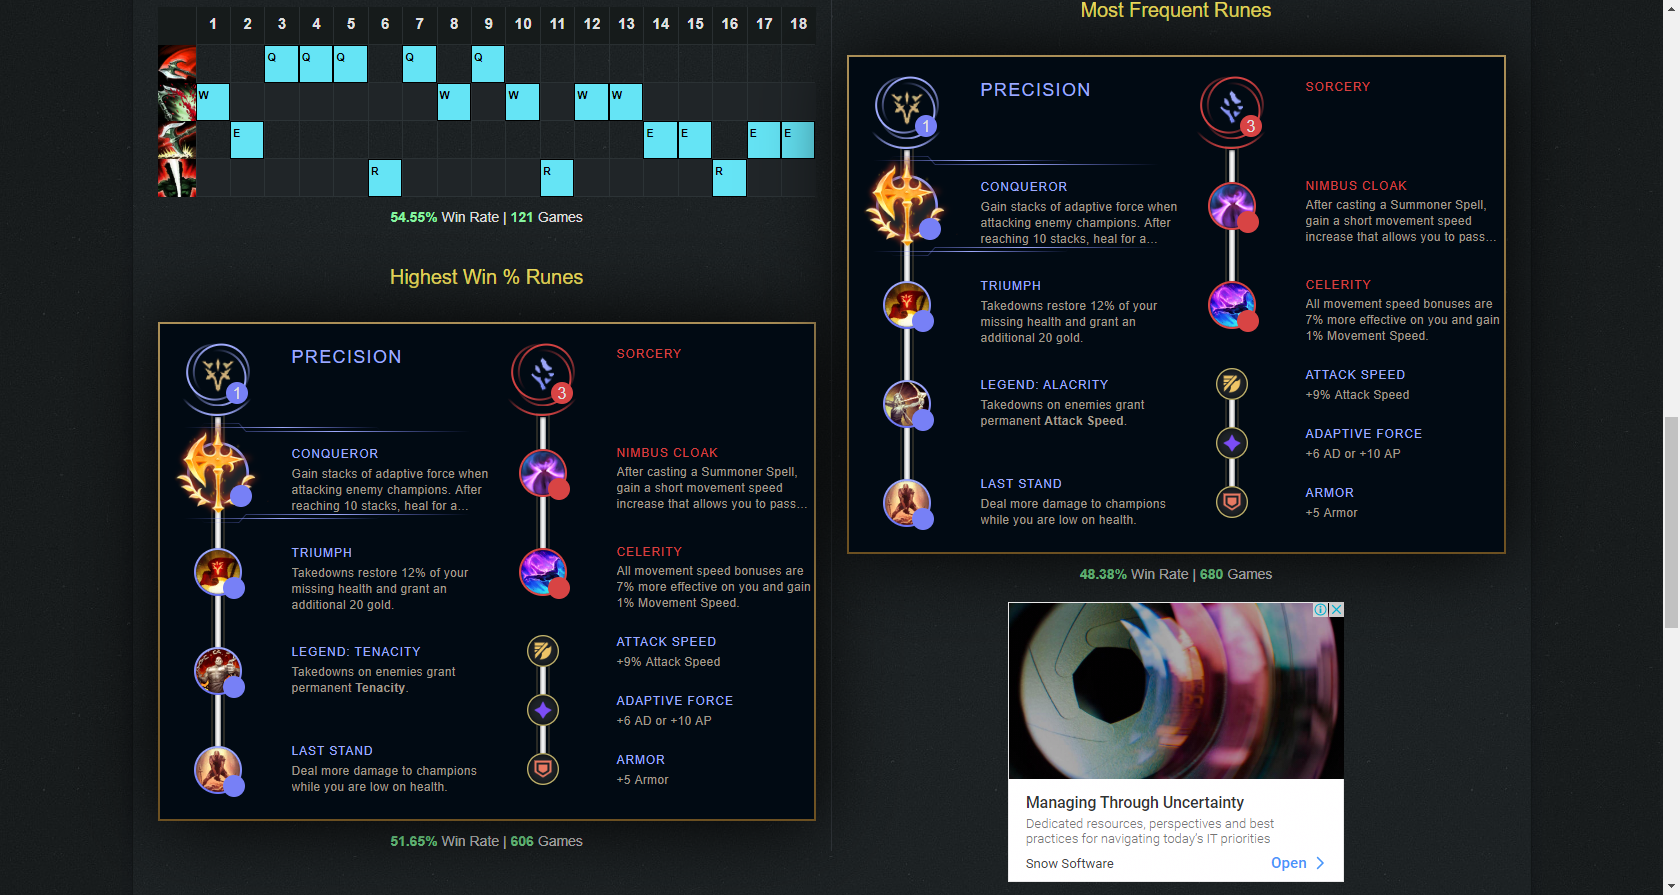 1 2 3 4 5 6 7 8 9 10 11 12 13 14 15 16 17 18
Q Q Q Q Q
W W W W W
E E E E E
R R R
54.55% Win Rate | 121 Games
Highest Win % Runes
PRECISION
1
CONQUEROR
Gain stacks of adaptive force when
attacking enemy champions. After
reaching 10 stacks, heal for a...
TRIUMPH
Takedowns restore 12% of your
missing health and grant an
additional 20 gold.
LEGEND: TENACITY
Takedowns on enemies grant
permanent Tenacity.
LAST STAND
Deal more damage to champions
while you are low on health.
SORCERY
3
NIMBUS CLOAK
After casting a Summoner Spell,
gain a short movement speed
increase that allows you to pass...
CELERITY
All movement speed bonuses are
7% more effective on you and gain
1% Movement Speed.
ATTACK SPEED
+9% Attack Speed
ADAPTIVE FORCE
+6 AD or +10 AP
ARMOR
+5 Armor
51.65% Win Rate | 606 Games
Most Frequent Runes
PRECISION
1
CONQUEROR
Gain stacks of adaptive force when
attacking enemy champions. After
reaching 10 stacks, heal for a...
TRIUMPH
Takedowns restore 12% of your
missing health and grant an
additional 20 gold.
LEGEND: ALACRITY
Takedowns on enemies grant
permanent Attack Speed.
LAST STAND
Deal more damage to champions
while you are low on health.
SORCERY
3
NIMBUS CLOAK
After casting a Summoner Spell,
gain a short movement speed
increase that allows you to pass...
CELERITY
All movement speed bonuses are
7% more effective on you and gain
1% Movement Speed.
ATTACK SPEED
+9% Attack Speed
ADAPTIVE FORCE
+6 AD or +10 AP
ARMOR
+5 Armor
48.38% Win Rate | 680 Games
Managing Through Uncertainty
Dedicated resources, perspectives and best
practices for navigating today's IT priorities
Snow Software
Open